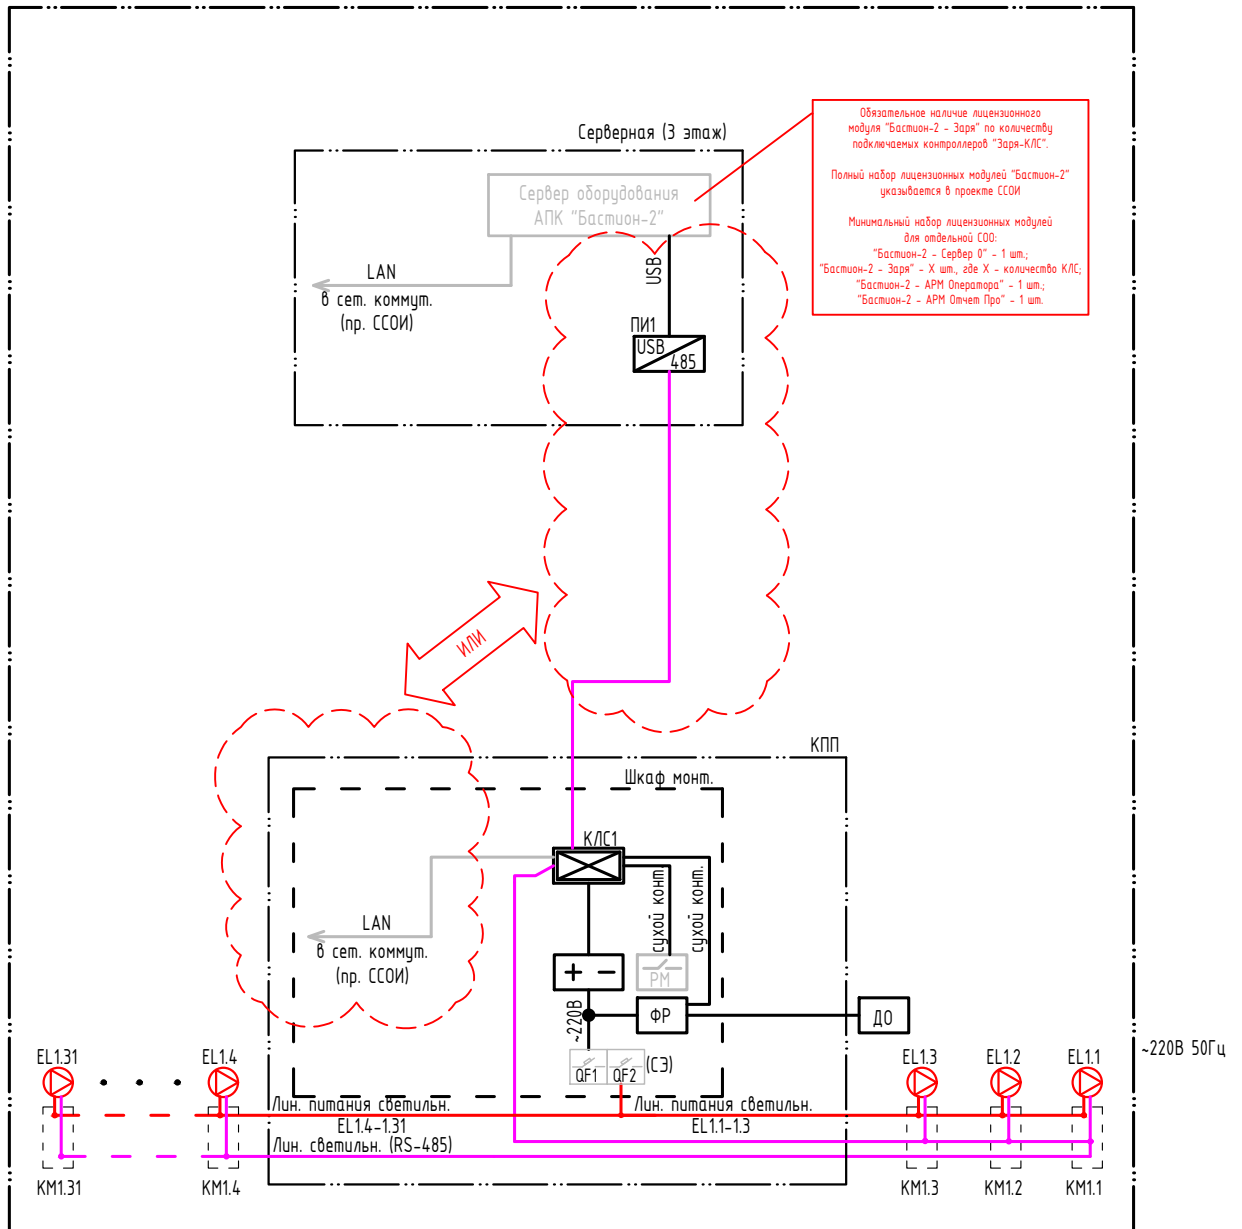 Обязательное наличие лицензионного
модуля "Бастион-2 - Заря" по количеству
подключаемых контроллеров "Заря-КЛС".
Полный набор лицензионных модулей "Бастион-2"
указывается в проекте ССОИ
Минимальный набор лицензионных модулей
для отдельной СОО:
"Бастион-2 - Сервер 0" - 1 шт.;
"Бастион-2 - Заря" - X шт., где X - количество КЛС;
"Бастион-2 - АРМ Оператора" - 1 шт.;
"Бастион-2 - АРМ Отчет Про" - 1 шт.
Серверная (3 этаж)
Сервер оборудования
АПК "Бастион-2"
LAN
в сет. коммут.
(пр. ССОИ)
USB
ПИ1
USB
485
ИЛИ
КПП
Шкаф монт.
КЛС1
сухой конт.
сухой конт.
LAN
в сет. коммут.
(пр. ССОИ)
+ −
РМ
~220В
ФР
ДО
QF1
QF2
(СЭ)
~220В 50Гц
EL1.31
EL1.4
EL1.3
EL1.2
EL1.1
Лин. питания светильн.
EL1.4-1.31
Лин. питания светильн.
EL1.1-1.3
Лин. светильн. (RS-485)
КМ1.31
КМ1.4
КМ1.3
КМ1.2
КМ1.1